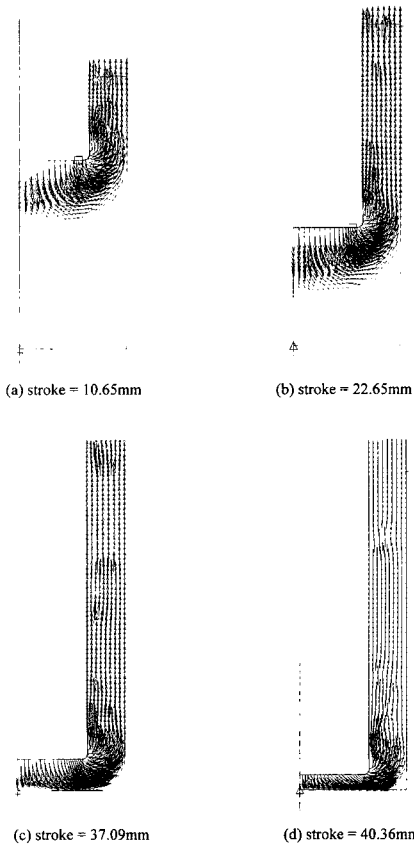 (a) stroke = 10.65mm
(b) stroke = 22.65mm
(c) stroke = 37.09mm
(d) stroke = 40.36mm